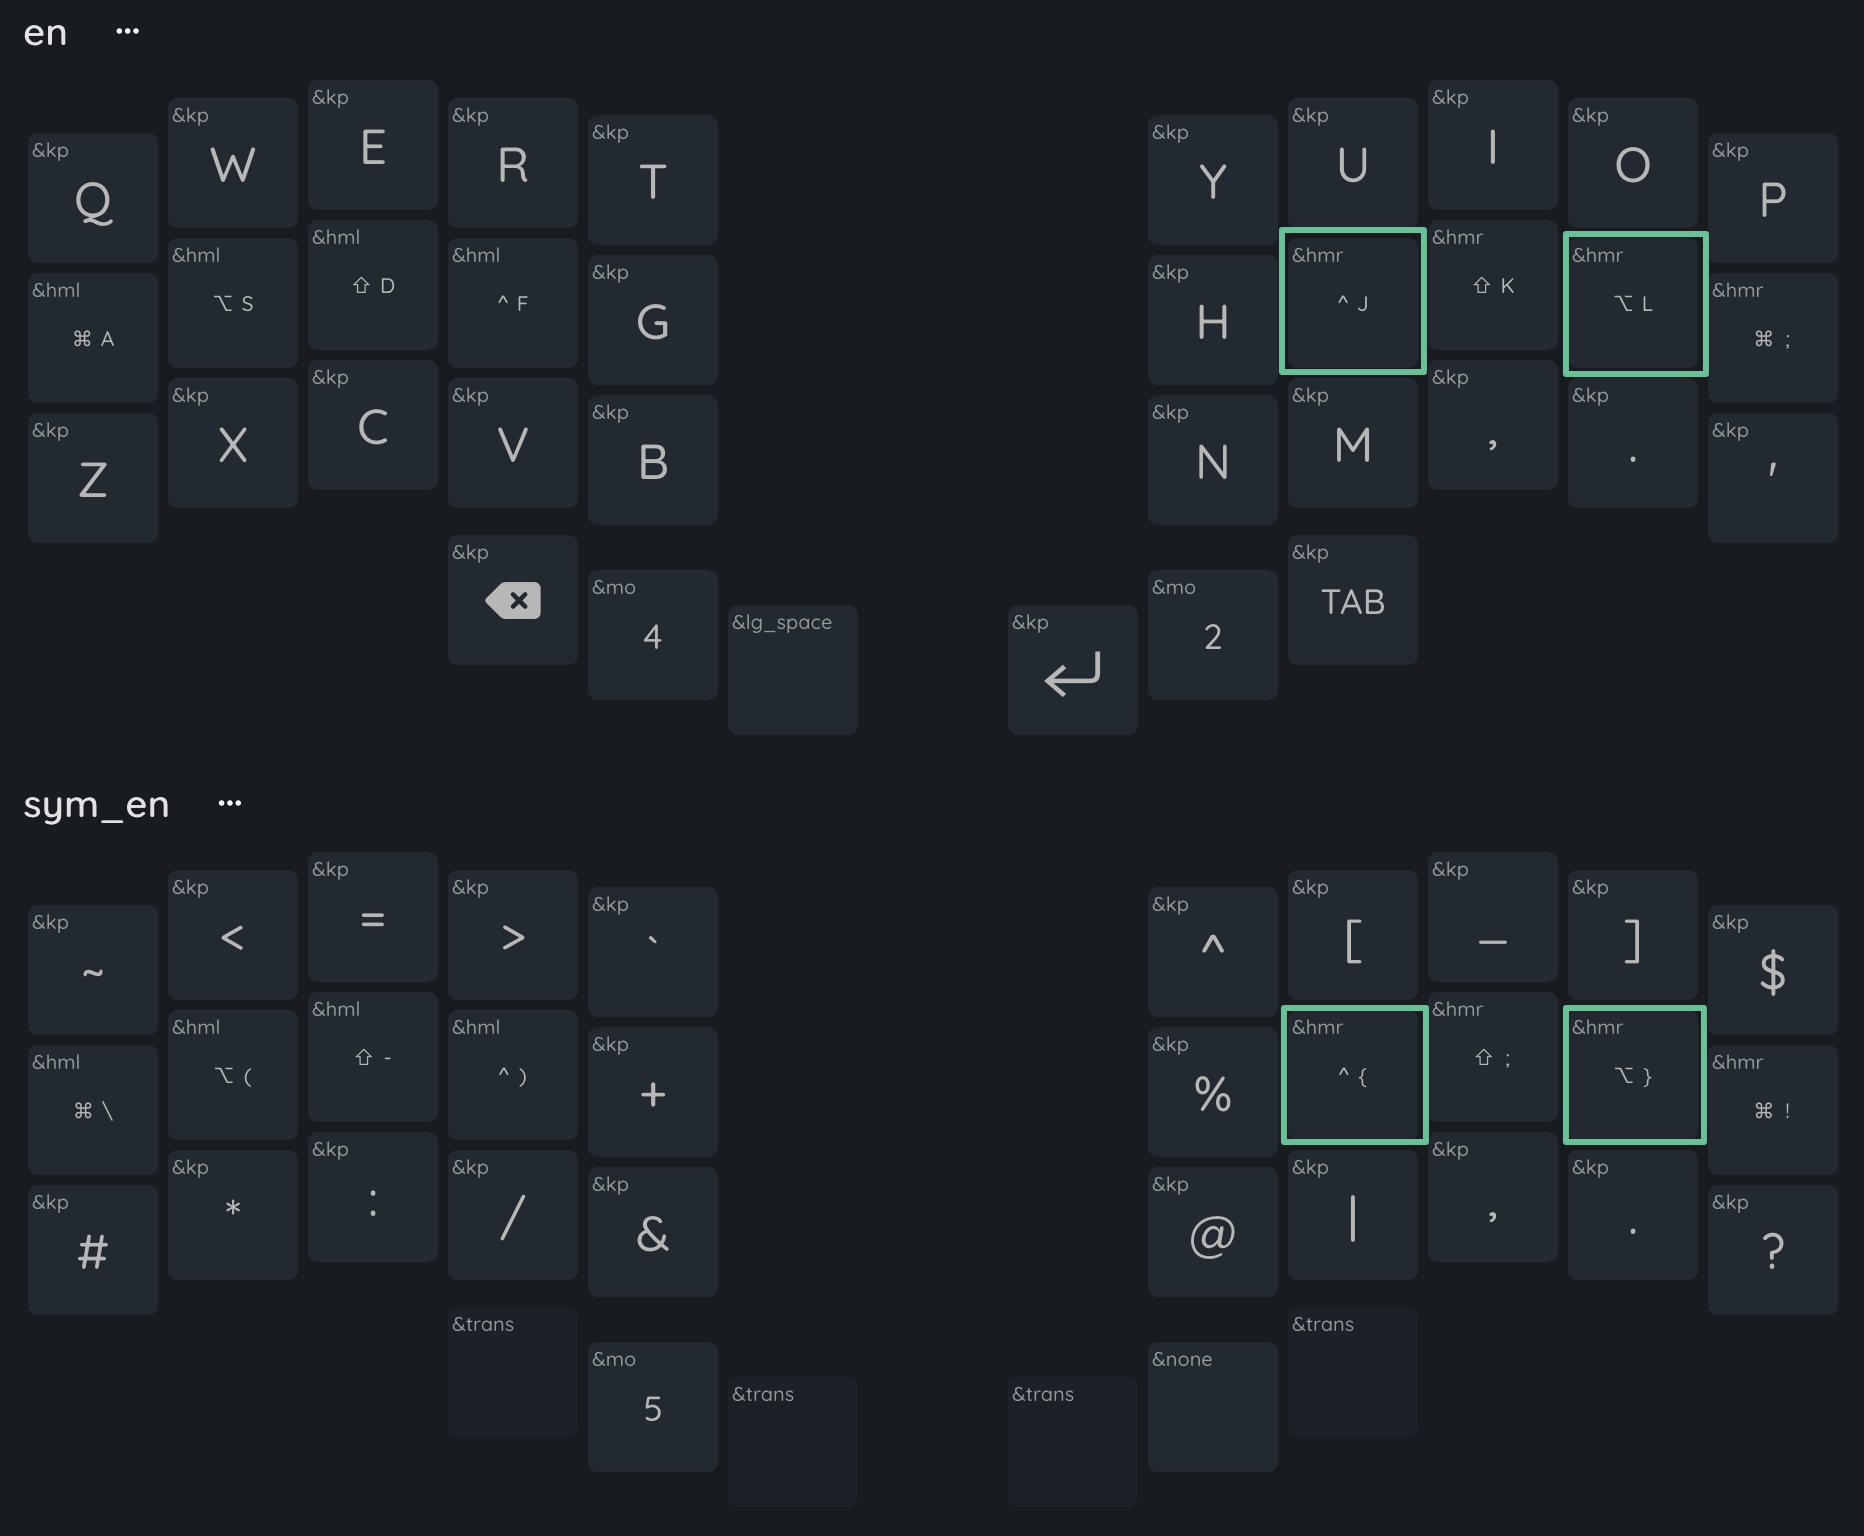 en ...
&kp Q
&kp W
&kp E
&kp R
&kp T
&kp Y
&kp U
&kp I
&kp O
&kp P
&hml ⌘ A
&hml ⌥ S
&hml ⇧ D
&hml ^ F
&kp G
&kp H
&hmr ^ J
&hmr ⇧ K
&hmr ⌥ L
&hmr ⌘ ;
&kp Z
&kp X
&kp C
&kp V
&kp B
&kp N
&kp M
&kp ,
&kp .
&kp '
&kp ⌫
&mo 4
&lg_space
&kp ↵
&mo 2
&kp TAB
sym_en ...
&kp ~
&kp <
&kp =
&kp >
&kp `
&kp ^
&kp [
&kp _
&kp ]
&kp $
&hml ⌘ \
&hml ⌥ (
&hml ⇧ -
&hml ^ )
&kp +
&kp %
&hmr ^ {
&hmr ⇧ ;
&hmr ⌥ }
&hmr ⌘ !
&kp #
&kp *
&kp :
&kp /
&kp &
&kp @
&kp |
&kp ,
&kp .
&kp ?
&trans
&mo 5
&trans
&trans
&none
&trans